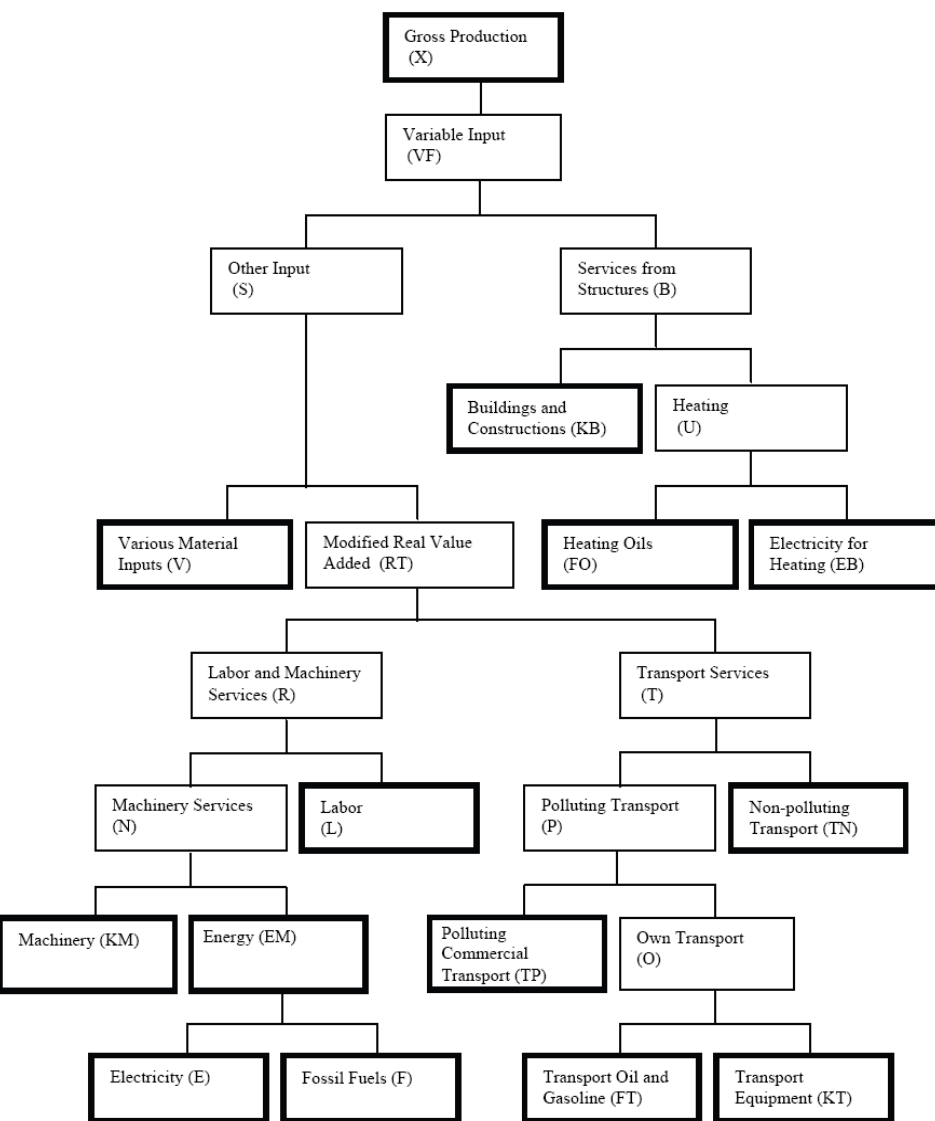 Gross Production
(X)
Variable Input
(VF)
Other Input
(S)
Services from
Structures (B)
Buildings and
Constructions (KB)
Heating
(U)
Various Material
Inputs (V)
Modified Real Value
Added (RT)
Heating Oils
(FO)
Electricity for
Heating (EB)
Labor and Machinery
Services (R)
Transport Services
(T)
Machinery Services
(N)
Labor
(L)
Polluting Transport
(P)
Non-polluting
Transport (TN)
Machinery (KM)
Energy (EM)
Polluting
Commercial
Transport (TP)
Own Transport
(O)
Electricity (E)
Fossil Fuels (F)
Transport Oil and
Gasoline (FT)
Transport
Equipment (KT)